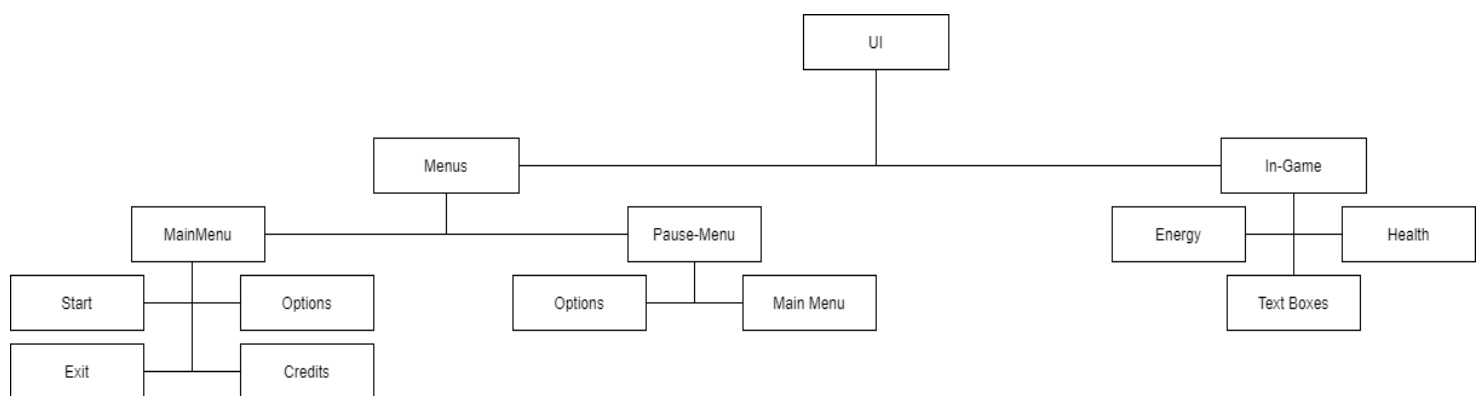 UI
Menus
In-Game
MainMenu
Pause-Menu
Energy
Health
Start
Options
Options
Main Menu
Text Boxes
Exit
Credits